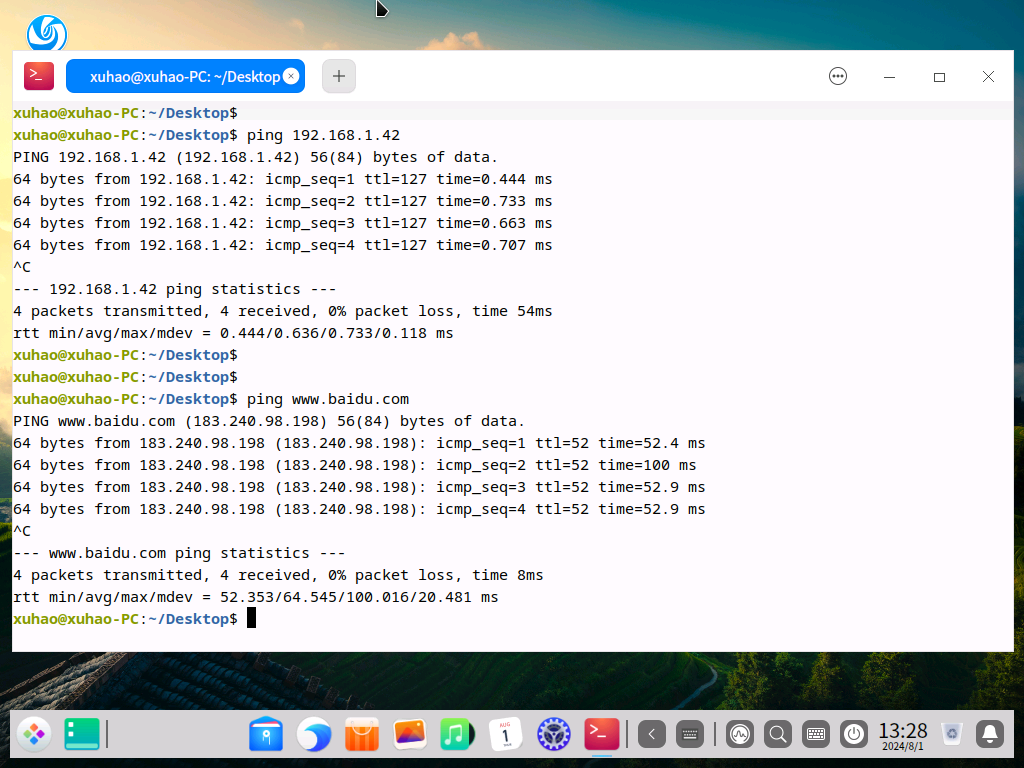 xuhao@xuhao-PC: ~/Desktop
xuhao@xuhao-PC:~/Desktop$
xuhao@xuhao-PC:~/Desktop$ ping 192.168.1.42
PING 192.168.1.42 (192.168.1.42) 56(84) bytes of data.
64 bytes from 192.168.1.42: icmp_seq=1 ttl=127 time=0.444 ms
64 bytes from 192.168.1.42: icmp_seq=2 ttl=127 time=0.733 ms
64 bytes from 192.168.1.42: icmp_seq=3 ttl=127 time=0.663 ms
64 bytes from 192.168.1.42: icmp_seq=4 ttl=127 time=0.707 ms
^C
--- 192.168.1.42 ping statistics ---
4 packets transmitted, 4 received, 0% packet loss, time 54ms
rtt min/avg/max/mdev = 0.444/0.636/0.733/0.118 ms
xuhao@xuhao-PC:~/Desktop$
xuhao@xuhao-PC:~/Desktop$
xuhao@xuhao-PC:~/Desktop$ ping www.baidu.com
PING www.baidu.com (183.240.98.198) 56(84) bytes of data.
64 bytes from 183.240.98.198 (183.240.98.198): icmp_seq=1 ttl=52 time=52.4 ms
64 bytes from 183.240.98.198 (183.240.98.198): icmp_seq=2 ttl=52 time=100 ms
64 bytes from 183.240.98.198 (183.240.98.198): icmp_seq=3 ttl=52 time=52.9 ms
64 bytes from 183.240.98.198 (183.240.98.198): icmp_seq=4 ttl=52 time=52.9 ms
^C
--- www.baidu.com ping statistics ---
4 packets transmitted, 4 received, 0% packet loss, time 8ms
rtt min/avg/max/mdev = 52.353/64.545/100.016/20.481 ms
xuhao@xuhao-PC:~/Desktop$
AUG
1
13:28
2024/8/1